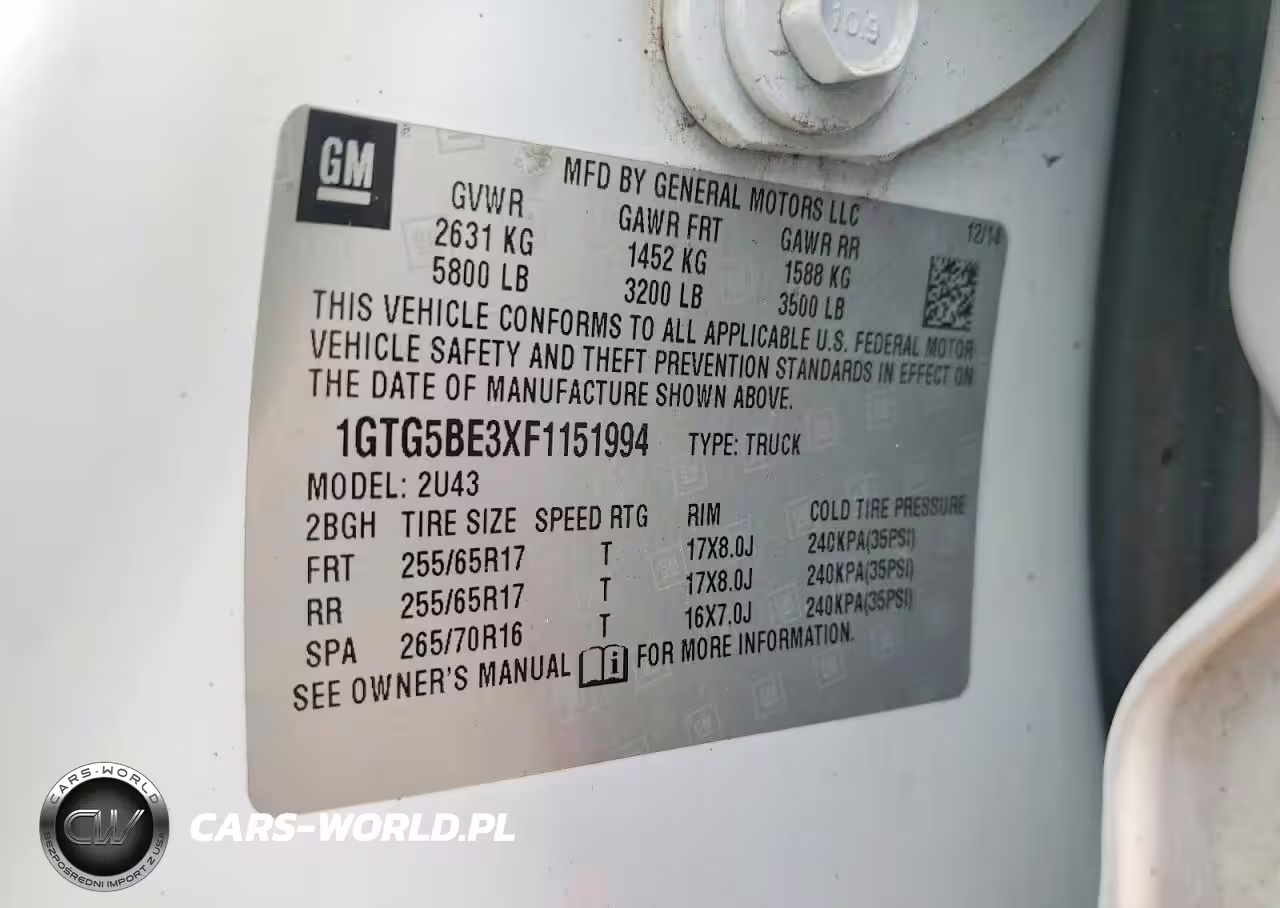 10.9
GM
MFD BY GENERAL MOTORS LLC
12/14
GVWR GAWR FRT GAWR RR
2631 KG 1452 KG 1588 KG
5800 LB 3200 LB 3500 LB
THIS VEHICLE CONFORMS TO ALL APPLICABLE U.S. FEDERAL MOTOR
VEHICLE SAFETY AND THEFT PREVENTION STANDARDS IN EFFECT ON
THE DATE OF MANUFACTURE SHOWN ABOVE.
1GTG5BE3XF1151994 TYPE: TRUCK
MODEL: 2U43
2BGH TIRE SIZE SPEED RTG RIM COLD TIRE PRESSURE
FRT 255/65R17 T 17X8.0J 240KPA(35PSI)
RR 255/65R17 T 17X8.0J 240KPA(35PSI)
SPA 265/70R16 T 16X7.0J 240KPA(35PSI)
SEE OWNER'S MANUAL FOR MORE INFORMATION.
CARS-WORLD
CW
BEZPOŚREDNI IMPORT Z USA
CARS-WORLD.PL